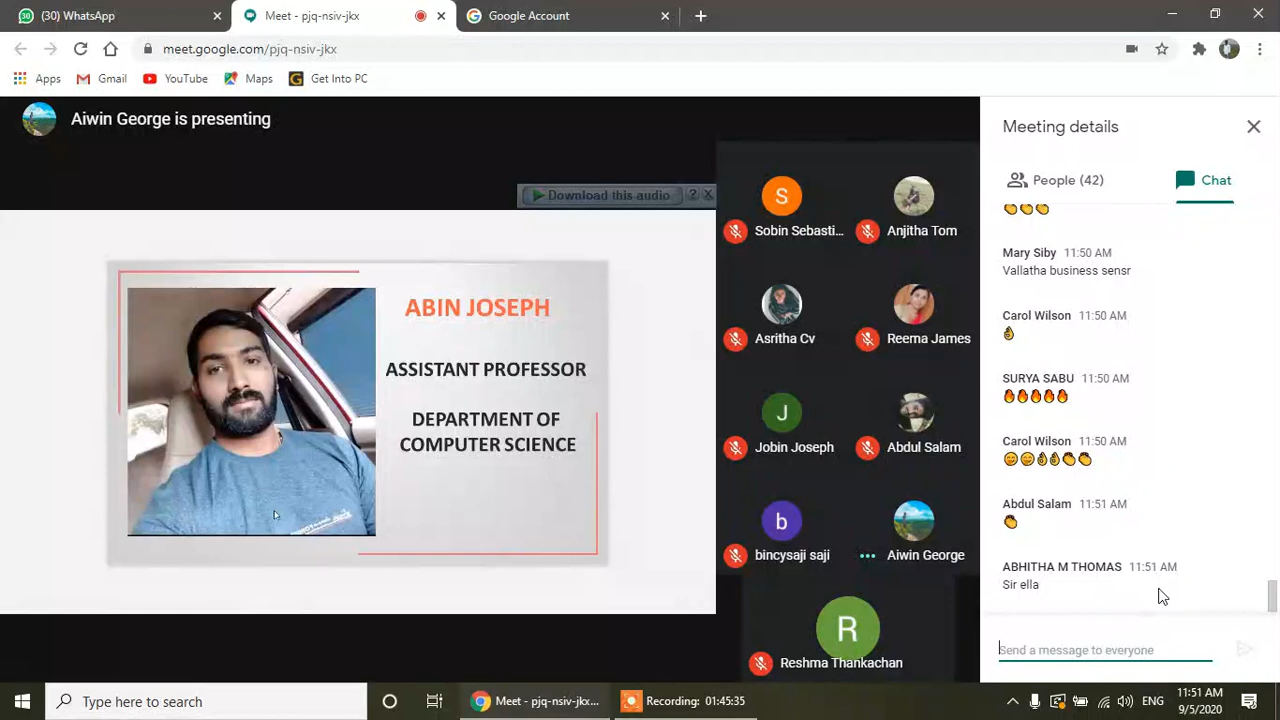 (30) WhatsApp
Meet - pjq-nsiv-jkx
Google Account
meet.google.com/pjq-nsiv-jkx
Apps
Gmail
YouTube
Maps
Get Into PC
Aiwin George is presenting
Download this audio
?
ABIN JOSEPH
ASSISTANT PROFESSOR
DEPARTMENT OF
COMPUTER SCIENCE
S
Sobin Sebasti...
Anjitha Tom
Asritha Cv
Reema James
J
Jobin Joseph
Abdul Salam
b
bincysaji saji
Aiwin George
R
Reshma Thankachan
Meeting details
People (42)
Chat
👏👏👏
Mary Siby 11:50 AM
Vallatha business sensr
Carol Wilson 11:50 AM
👌
SURYA SABU 11:50 AM
🔥🔥🔥🔥🔥
Carol Wilson 11:50 AM
😄😄👌👌👏👏
Abdul Salam 11:51 AM
👏
ABHITHA M THOMAS 11:51 AM
Sir ella
Send a message to everyone
Type here to search
Meet - pjq-nsiv-jkx...
Recording: 01:45:35
ENG
11:51 AM
9/5/2020